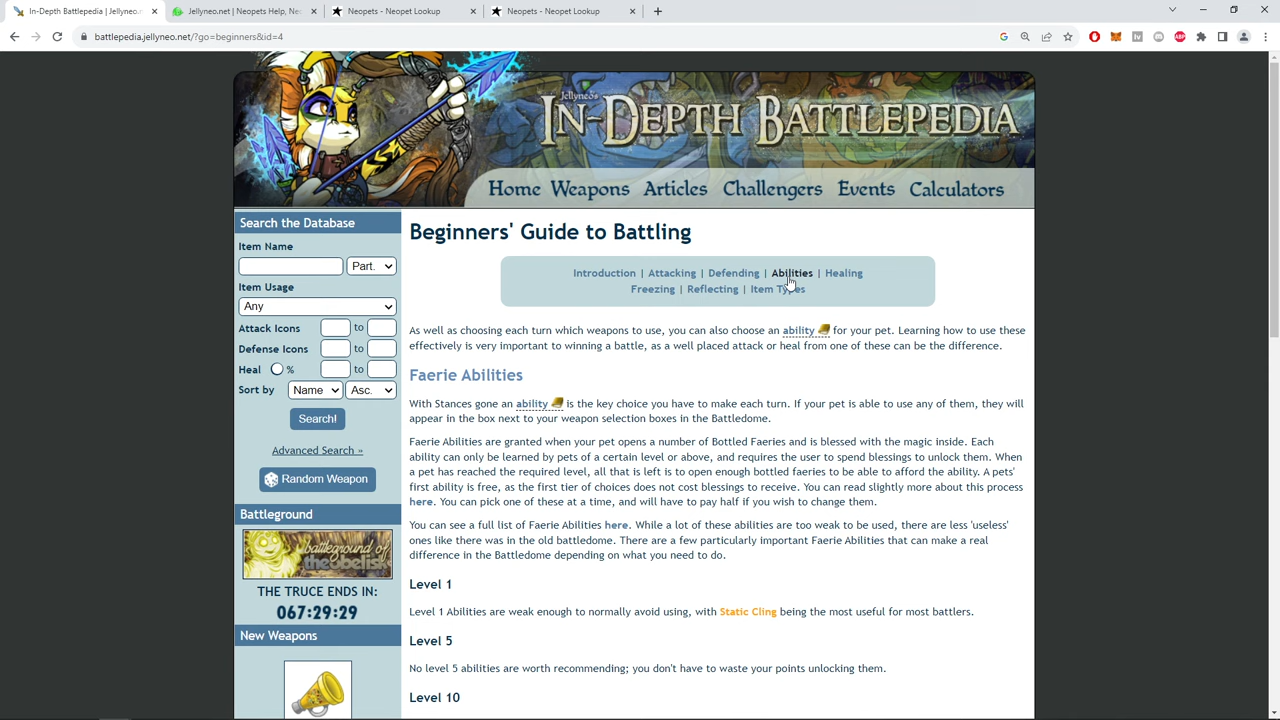 In-Depth Battlepedia | Jellyneo.
Jellyneo.net | Neopets Help, Ne
Neopets - Neopet Lookup
Neopets - Neopet Lookup
battlepedia.jellyneo.net/?go=beginners&id=4
Jellyneo's
IN-DEPTH BATTLEPEDIA
Home Weapons Articles Challengers Events Calculators
Search the Database
Item Name
Part.
Item Usage
Any
Attack Icons to
Defense Icons to
Heal % to
Sort by Name Asc.
Search!
Advanced Search »
Random Weapon
Battleground
battleground of the obelisk
THE TRUCE ENDS IN:
067:29:29
New Weapons
Beginners' Guide to Battling
Introduction | Attacking | Defending | Abilities | Healing
Freezing | Reflecting | Item Types
As well as choosing each turn which weapons to use, you can also choose an ability for your pet. Learning how to use these
effectively is very important to winning a battle, as a well placed attack or heal from one of these can be the difference.
Faerie Abilities
With Stances gone an ability is the key choice you have to make each turn. If your pet is able to use any of them, they will
appear in the box next to your weapon selection boxes in the Battledome.
Faerie Abilities are granted when your pet opens a number of Bottled Faeries and is blessed with the magic inside. Each
ability can only be learned by pets of a certain level or above, and requires the user to spend blessings to unlock them. When
a pet has reached the required level, all that is left is to open enough bottled faeries to be able to afford the ability. A pets'
first ability is free, as the first tier of choices does not cost blessings to receive. You can read slightly more about this process
here. You can pick one of these at a time, and will have to pay half if you wish to change them.
You can see a full list of Faerie Abilities here. While a lot of these abilities are too weak to be used, there are less 'useless'
ones like there was in the old battledome. There are a few particularly important Faerie Abilities that can make a real
difference in the Battledome depending on what you need to do.
Level 1
Level 1 Abilities are weak enough to normally avoid using, with Static Cling being the most useful for most battlers.
Level 5
No level 5 abilities are worth recommending; you don't have to waste your points unlocking them.
Level 10